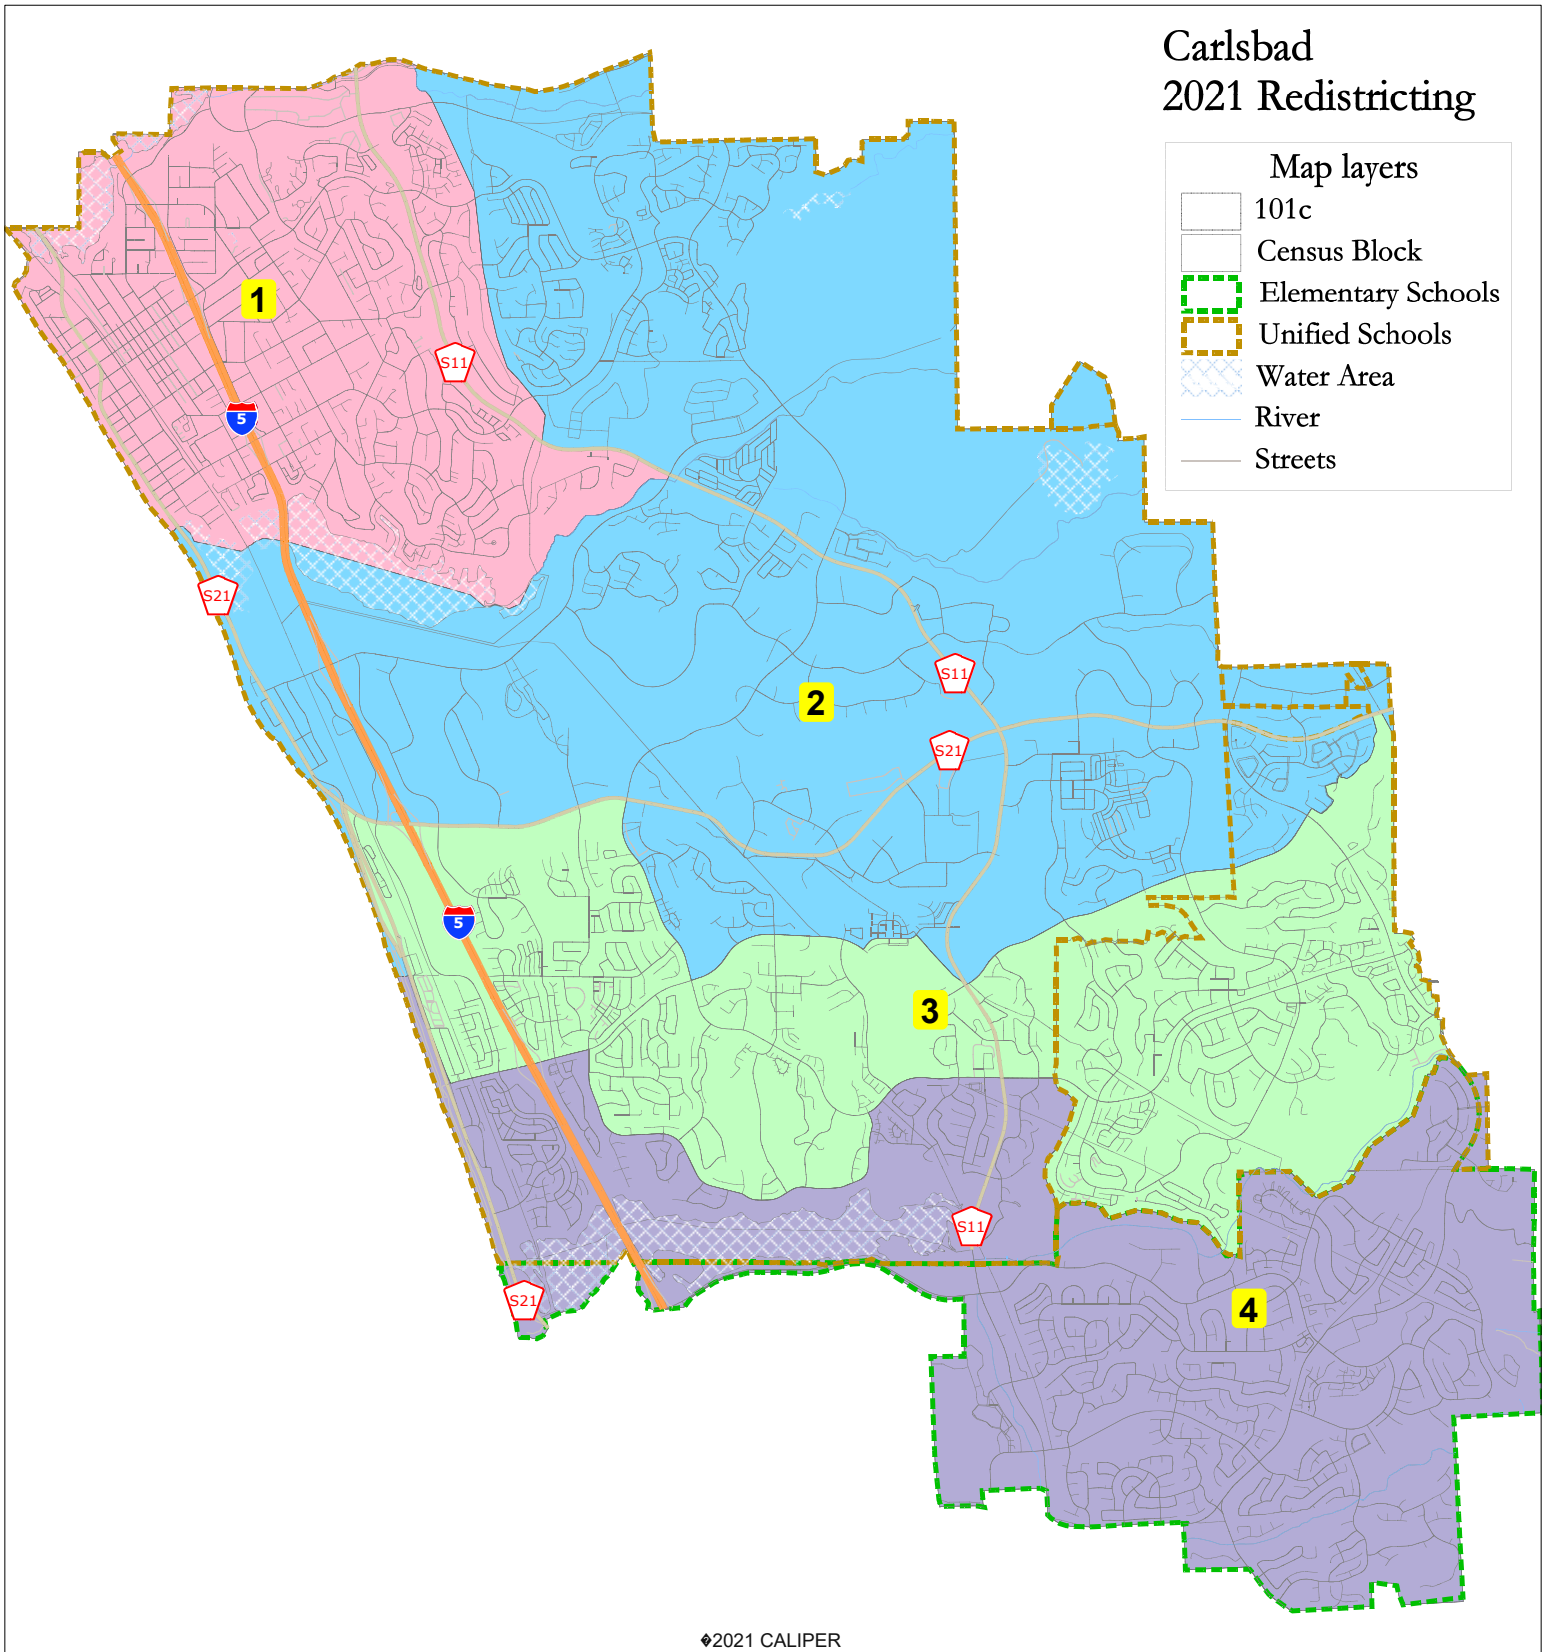 Carlsbad
2021 Redistricting
Map layers
101c
Census Block
Elementary Schools
Unified Schools
Water Area
River
Streets
1
S11
5
S21
S11
2
S21
5
3
S11
S21
4
�2021 CALIPER